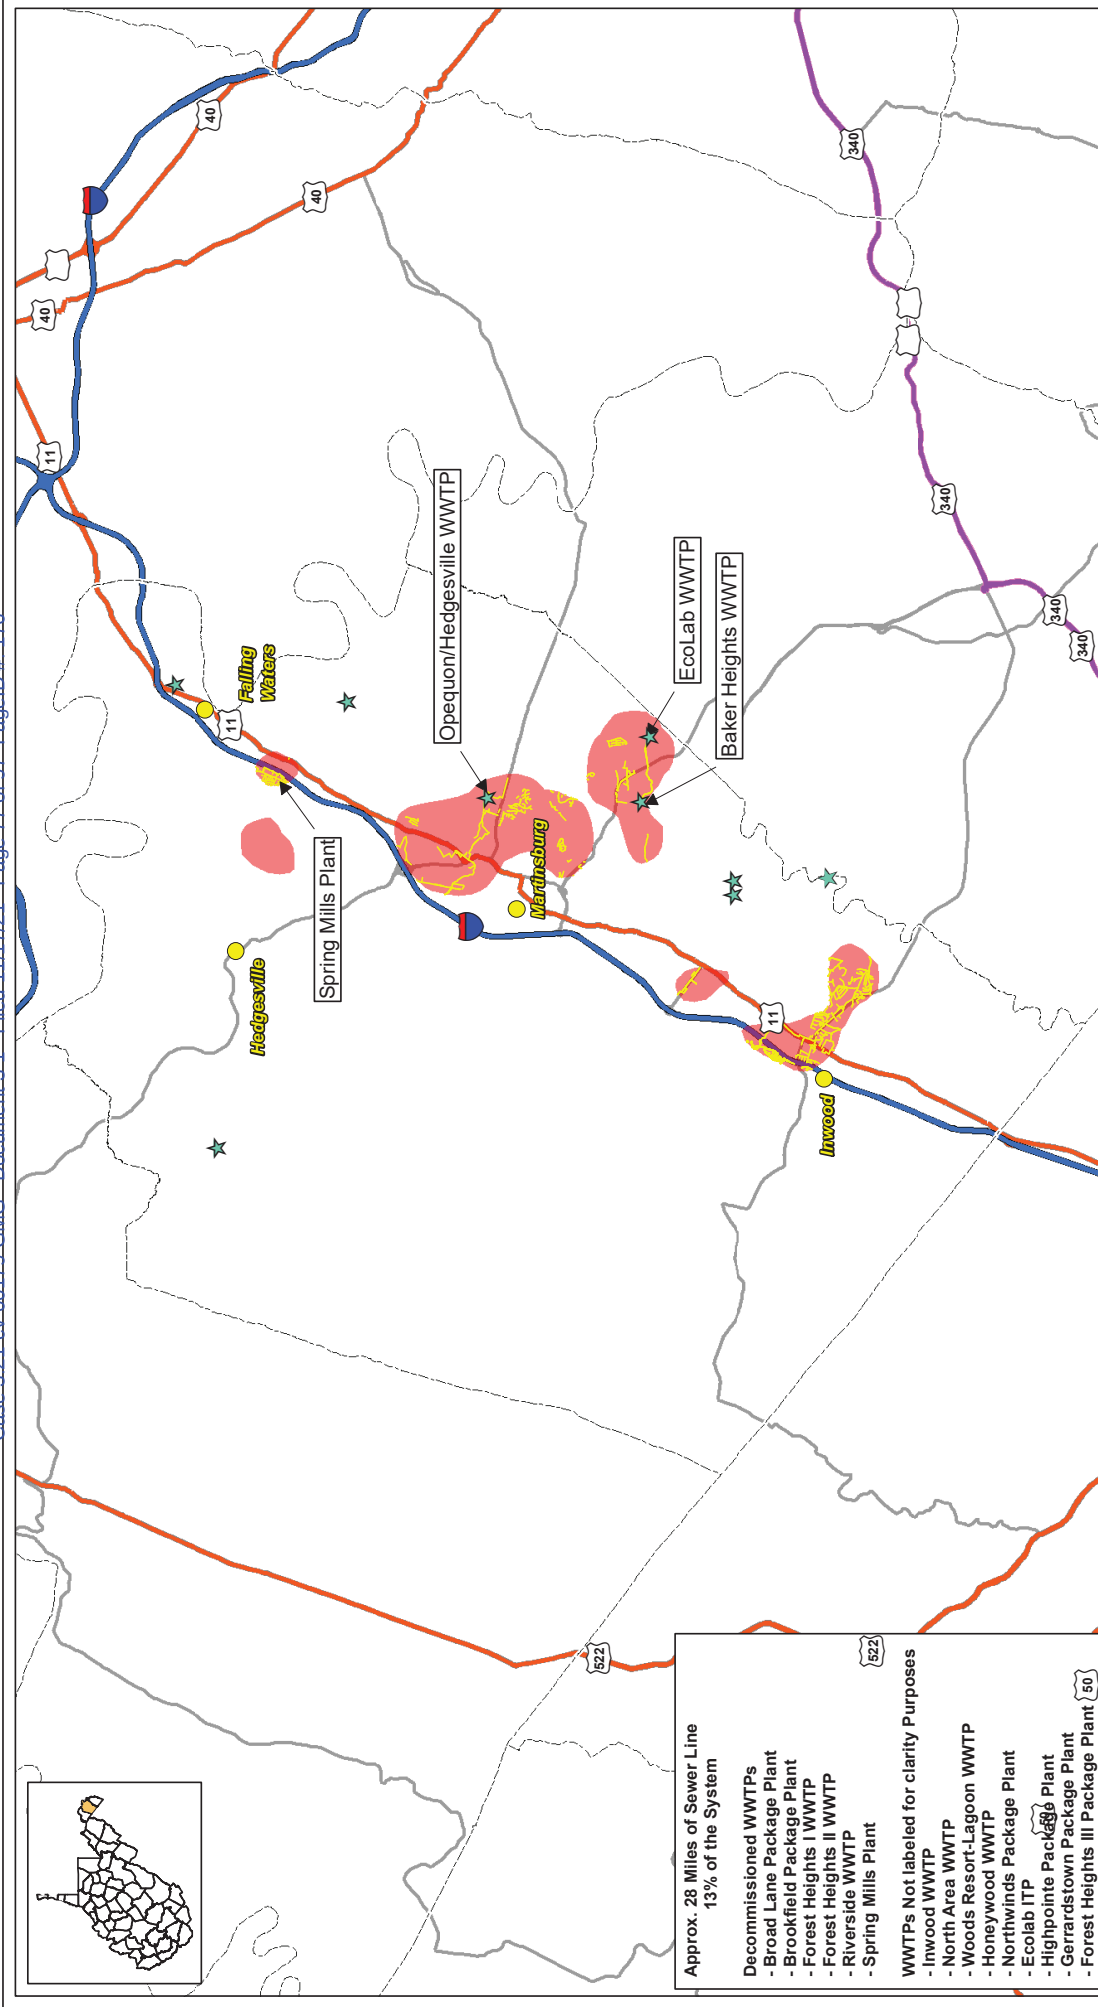 Approx. 28 Miles of Sewer Line
13% of the System
Decommissioned WWTPs
- Broad Lane Package Plant
- Brookfield Package Plant
- Forest Heights I WWTP
- Forest Heights II WWTP
- Riverside WWTP
- Spring Mills Plant
WWTPs Not labeled for clarity Purposes
- Inwood WWTP
- North Area WWTP
- Woods Resort-Lagoon WWTP
- Honeywood WWTP
- Northwinds Package Plant
- Ecolab ITP
- Highpointe Package Plant
- Gerrardstown Package Plant
- Forest Heights III Package Plant
50
50
522
522
Hedgesville
Spring Mills Plant
Falling
Waters
11
Opequon/Hedgesville WWTP
Martinsburg
EcoLab WWTP
Baker Heights WWTP
Inwood
11
11
40
40
40
340
340
340
340